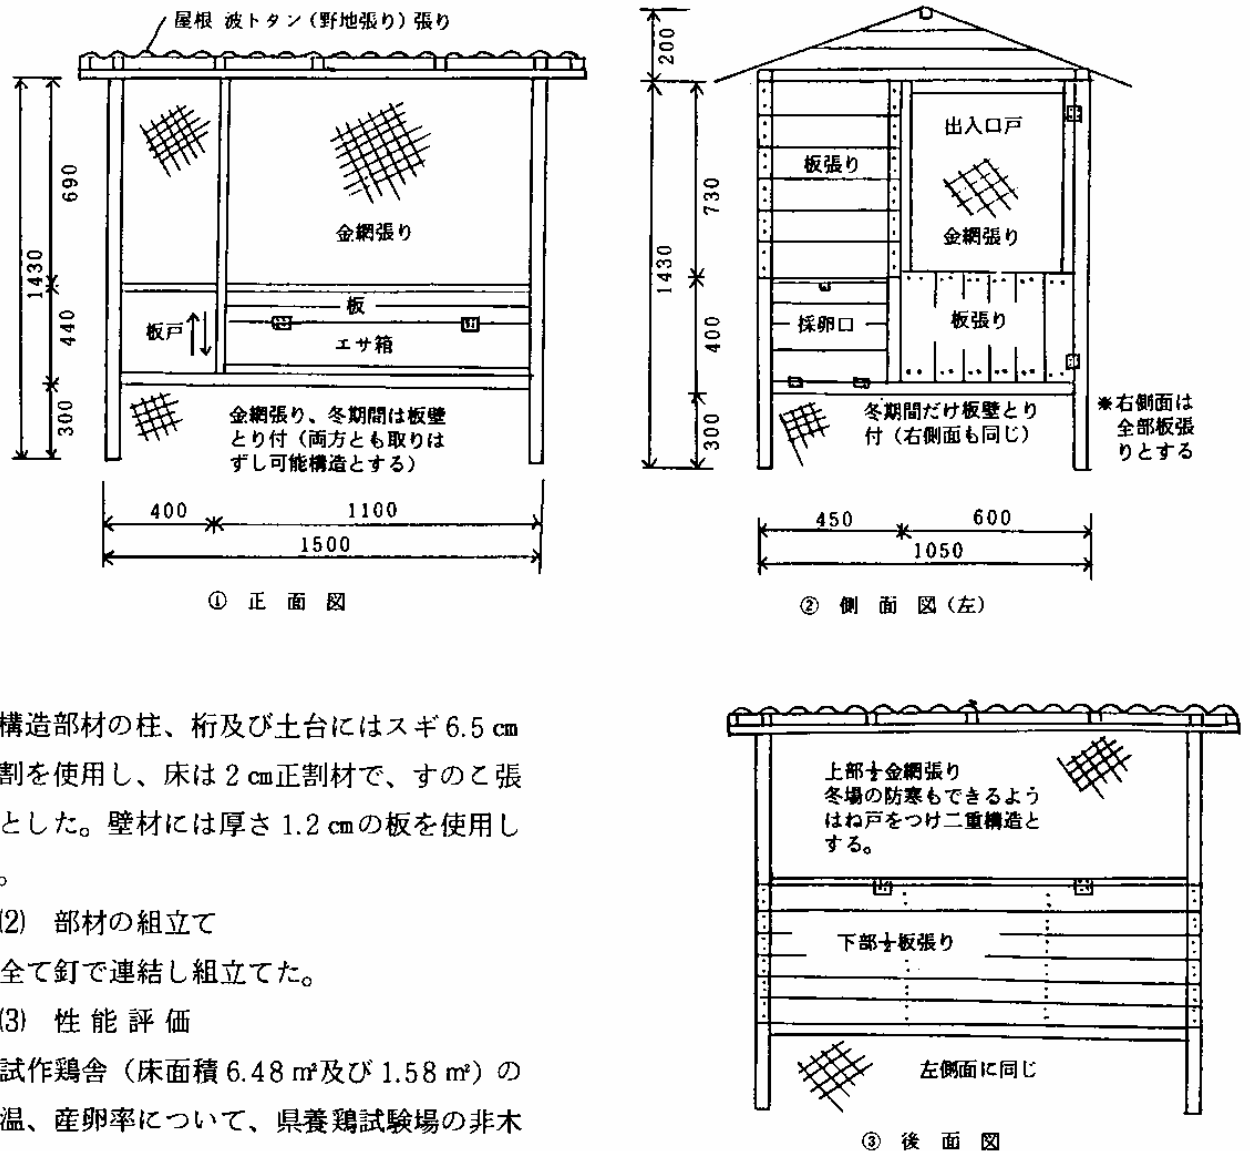 屋根 波トタン(野地張り)張り
金網張り
板
板戸
エサ箱
金網張り、冬期間は板壁
とり付(両方とも取りは
ずし可能構造とする)
1430
690
440
300
400
1100
1500
① 正 面 図
200
1430
730
400
300
出入口戸
板張り
金網張り
採卵口
板張り
冬期間だけ板壁とり
付(右側面も同じ)
※右側面は
全部板張
りとする
450
600
1050
② 側 面 図(左)
構造部材の柱、桁及び土台にはスギ6.5㎝
割を使用し、床は2㎝正割材で、すのこ張
とした。壁材には厚さ1.2㎝の板を使用し
。
(2) 部材の組立て
全て釘で連結し組立てた。
(3) 性能評価
試作鶏舎(床面積6.48㎡及び1.58㎡)の
温、産卵率について、県養鶏試験場の非木
上部½金網張り
冬場の防寒もできるよう
はね戸をつけ二重構造と
する。
下部½板張り
左側面に同じ
③ 後 面 図